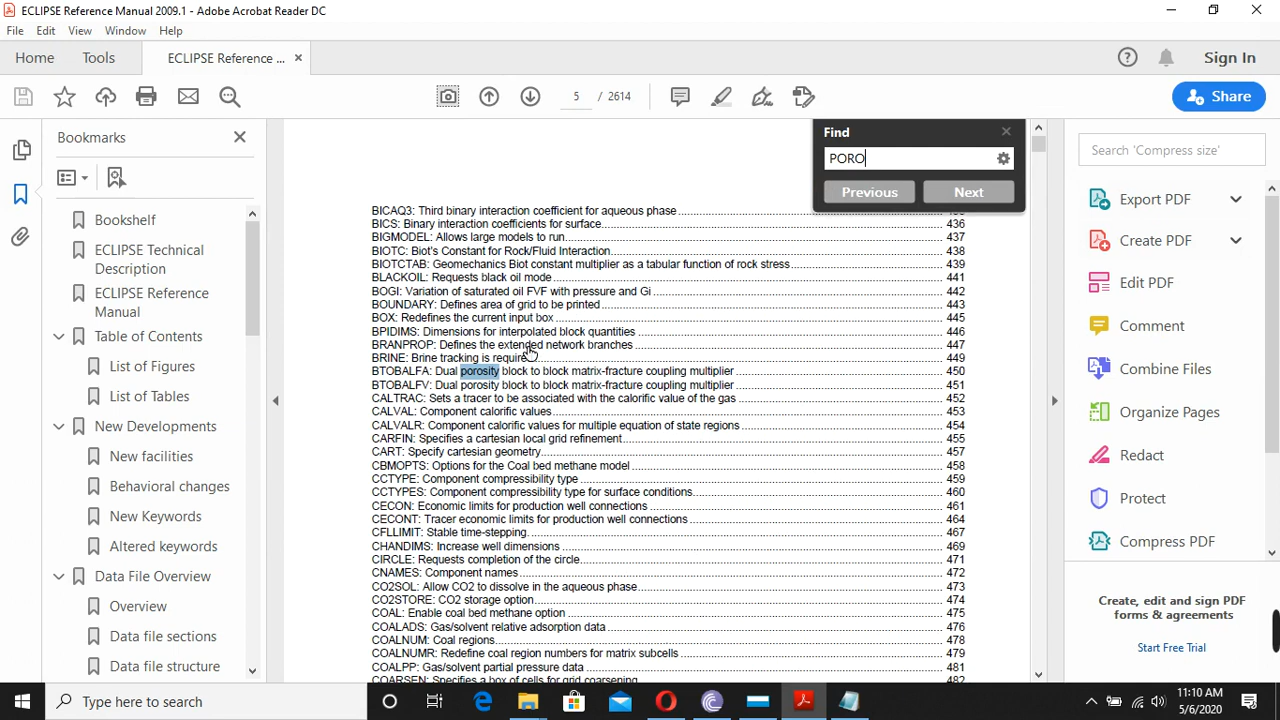 ECLIPSE Reference Manual 2009.1 - Adobe Acrobat Reader DC
File Edit View Window Help
Home Tools ECLIPSE Reference ... × Sign In
5 / 2614 Share
Bookmarks
Bookshelf
ECLIPSE Technical
Description
ECLIPSE Reference
Manual
Table of Contents
List of Figures
List of Tables
New Developments
New facilities
Behavioral changes
New Keywords
Altered keywords
Data File Overview
Overview
Data file sections
Data file structure
Find
PORO
Previous Next
BICAQ3: Third binary interaction coefficient for aqueous phase
BICS: Binary interaction coefficients for surface 436
BIGMODEL: Allows large models to run 437
BIOTC: Biot's Constant for Rock/Fluid Interaction 438
BIOTCTAB: Geomechanics Biot constant multiplier as a tabular function of rock stress 439
BLACKOIL: Requests black oil mode 441
BOGI: Variation of saturated oil FVF with pressure and Gi 442
BOUNDARY: Defines area of grid to be printed 443
BOX: Redefines the current input box 445
BPIDIMS: Dimensions for interpolated block quantities 446
BRANPROP: Defines the extended network branches 447
BRINE: Brine tracking is require 449
BTOBALFA: Dual porosity block to block matrix-fracture coupling multiplier 450
BTOBALFV: Dual porosity block to block matrix-fracture coupling multiplier 451
CALTRAC: Sets a tracer to be associated with the calorific value of the gas 452
CALVAL: Component calorific values 453
CALVALR: Component calorific values for multiple equation of state regions 454
CARFIN: Specifies a cartesian local grid refinement 455
CART: Specify cartesian geometry 457
CBMOPTS: Options for the Coal bed methane model 458
CCTYPE: Component compressibility type 459
CCTYPES: Component compressibility type for surface conditions 460
CECON: Economic limits for production well connections 461
CECONT: Tracer economic limits for production well connections 464
CFLLIMIT: Stable time-stepping. 467
CHANDIMS: Increase well dimensions 469
CIRCLE: Requests completion of the circle 471
CNAMES: Component names 472
CO2SOL: Allow CO2 to dissolve in the aqueous phase 473
CO2STORE: CO2 storage option 474
COAL: Enable coal bed methane option 475
COALADS: Gas/solvent relative adsorption data 476
COALNUM: Coal regions 478
COALNUMR: Redefine coal region numbers for matrix subcells 479
COALPP: Gas/solvent partial pressure data 481
COARSEN: Specifies a box of cells for grid coarsening 482
Search 'Compress size'
Export PDF
Create PDF
Edit PDF
Comment
Combine Files
Organize Pages
Redact
Protect
Compress PDF
Create, edit and sign PDF
forms & agreements
Start Free Trial
Type here to search
11:10 AM
5/6/2020